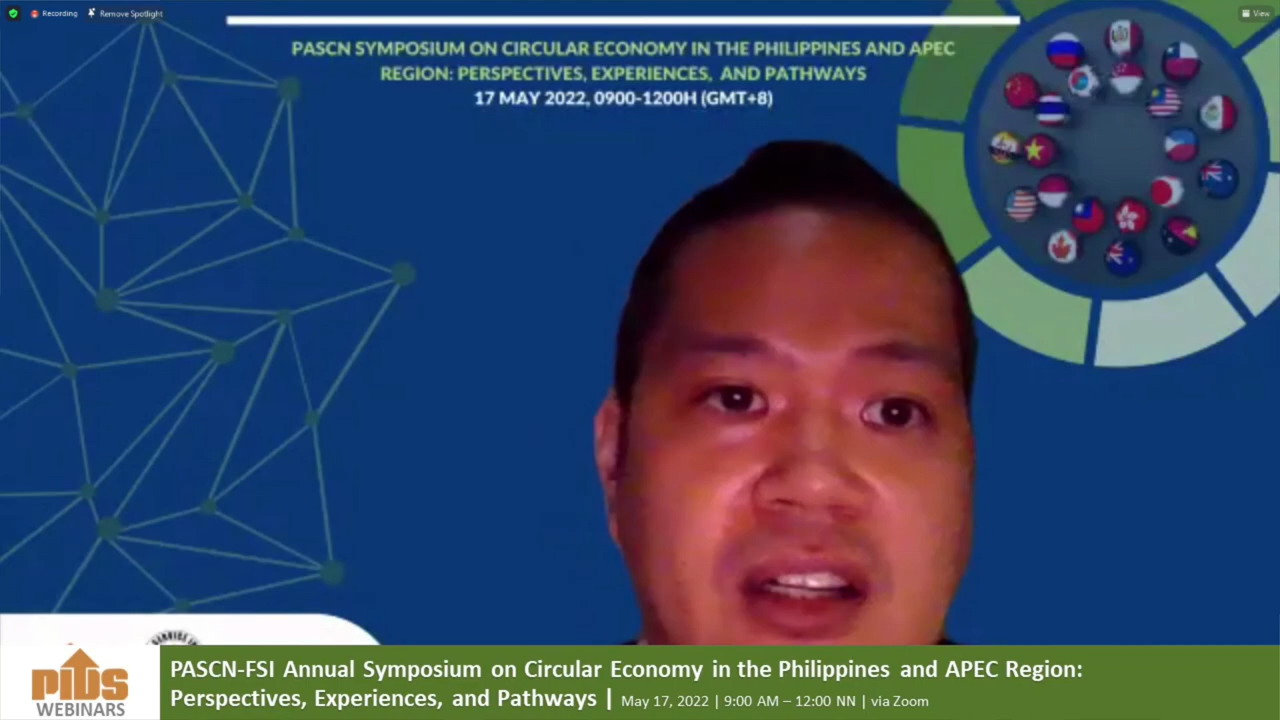 Recording
Remove Spotlight
View
PASCN SYMPOSIUM ON CIRCULAR ECONOMY IN THE PHILIPPINES AND APEC
REGION: PERSPECTIVES, EXPERIENCES, AND PATHWAYS
17 MAY 2022, 0900-1200H (GMT+8)
SERVICE
pids
WEBINARS
PASCN-FSI Annual Symposium on Circular Economy in the Philippines and APEC Region:
Perspectives, Experiences, and Pathways | May 17, 2022 | 9:00 AM – 12:00 NN | via Zoom